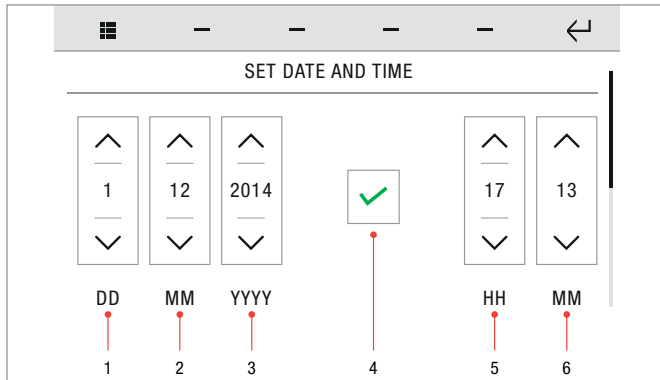 SET DATE AND TIME
1 12 2014 17 13
DD MM YYYY HH MM
1 2 3 4 5 6